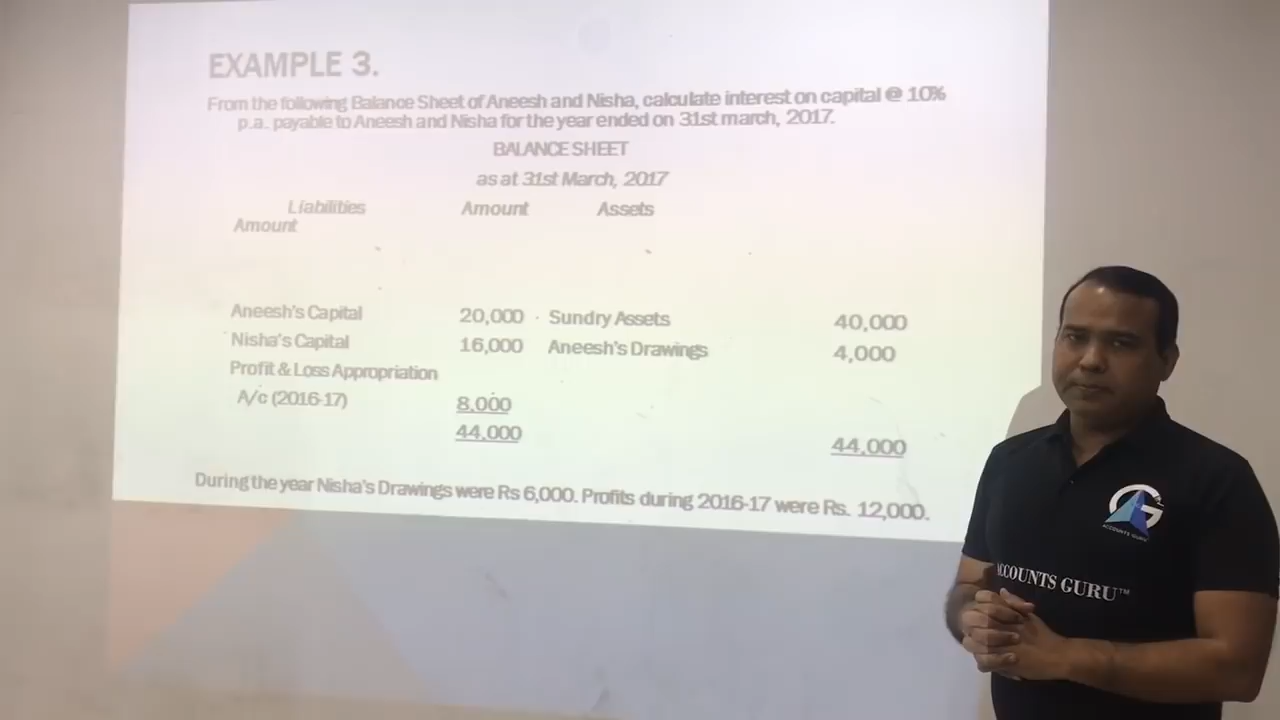 EXAMPLE 3.
From the following Balance Sheet of Aneesh and Nisha, calculate interest on capital @ 10%
p.a. payable to Aneesh and Nisha for the year ended on 31st march, 2017.
BALANCE SHEET
as at 31st March, 2017
Liabilities Amount Assets
Amount
Aneesh's Capital 20,000 Sundry Assets 40,000
Nisha's Capital 16,000 Aneesh's Drawings 4,000
Profit & Loss Appropriation
A/c (2016-17) 8,000
44,000 44,000
During the year Nisha's Drawings were Rs 6,000. Profits during 2016-17 were Rs. 12,000.
G
ACCOUNTS GURU
ACCOUNTS GURU™